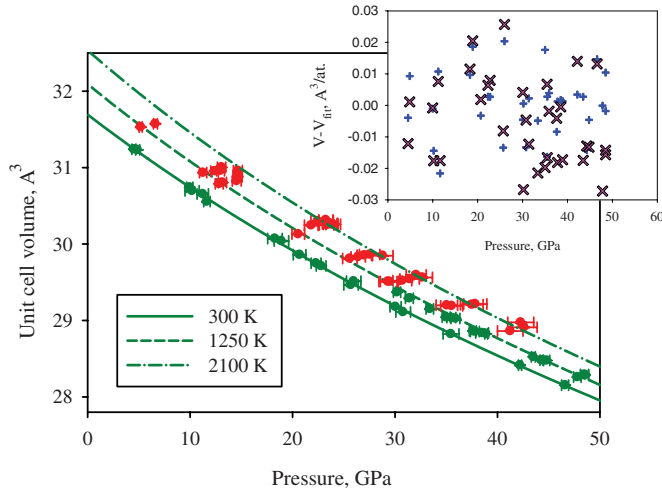 0.03
0.02
0.01
0.00
-0.01
-0.02
-0.03
V-V_fit, A^3/at.
0 10 20 30 40 50 60
Pressure, GPa
32
31
30
29
28
Unit cell volume, A^3
300 K
1250 K
2100 K
0 10 20 30 40 50
Pressure, GPa